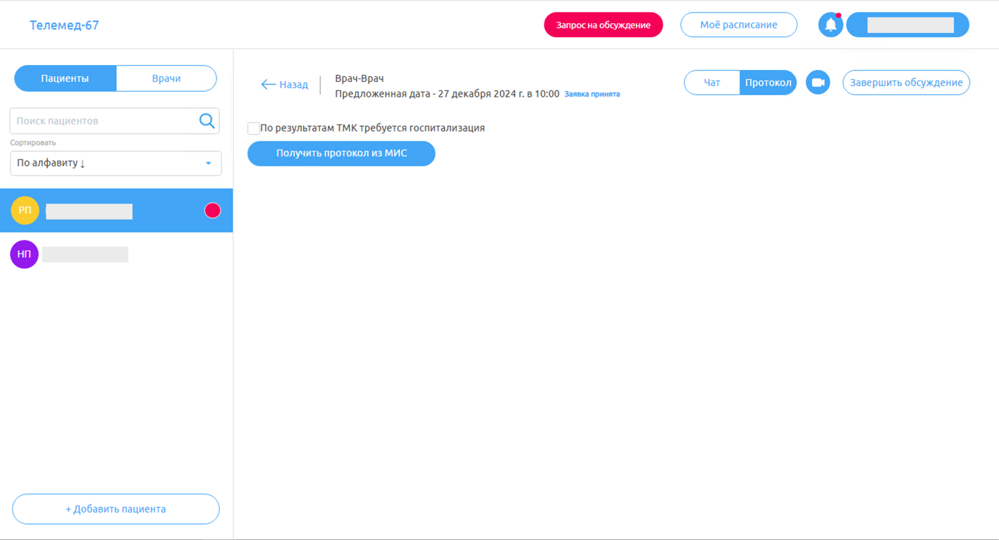 Телемед-67
Запрос на обсуждение
Моё расписание
Пациенты
Врачи
Поиск пациентов
Сортировать
По алфавиту ↓
РП
НП
+ Добавить пациента
← Назад
Врач-Врач
Предложенная дата - 27 декабря 2024 г. в 10:00 Заявка принята
Чат
Протокол
Завершить обсуждение
По результатам ТМК требуется госпитализация
Получить протокол из МИС